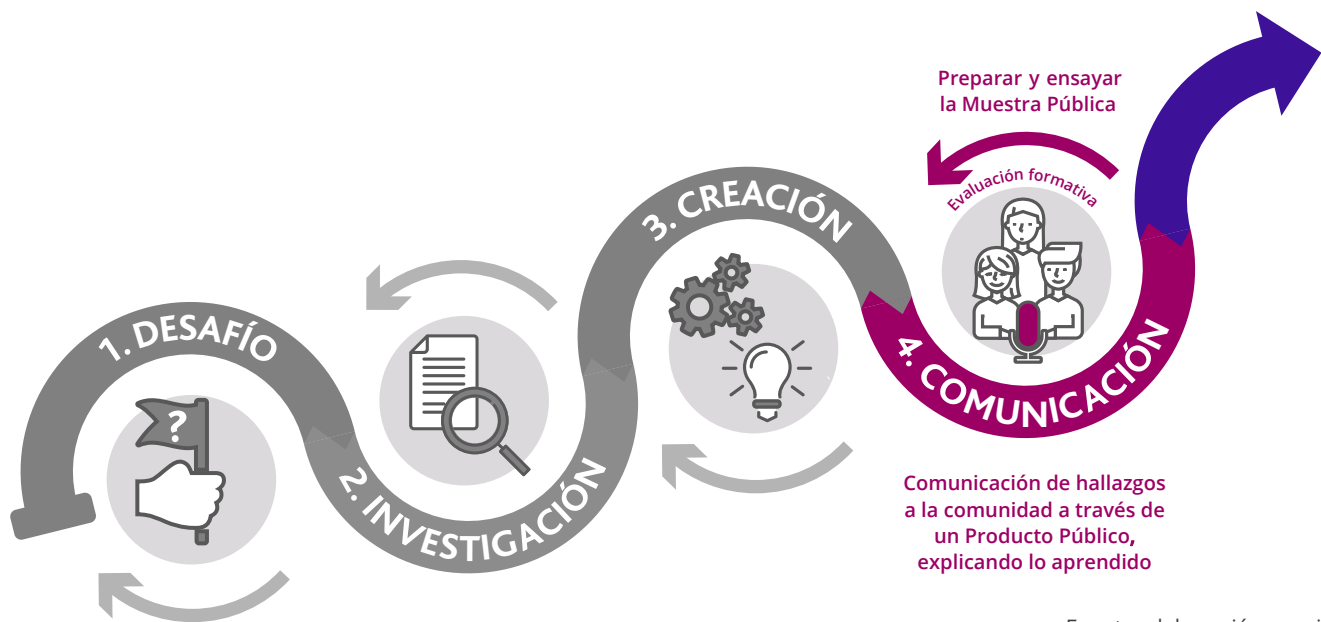 Preparar y ensayar
la Muestra Pública
Evaluación formativa
1. DESAFÍO
?
2. INVESTIGACIÓN
3. CREACIÓN
4. COMUNICACIÓN
Comunicación de hallazgos
a la comunidad a través de
un Producto Público,
explicando lo aprendido